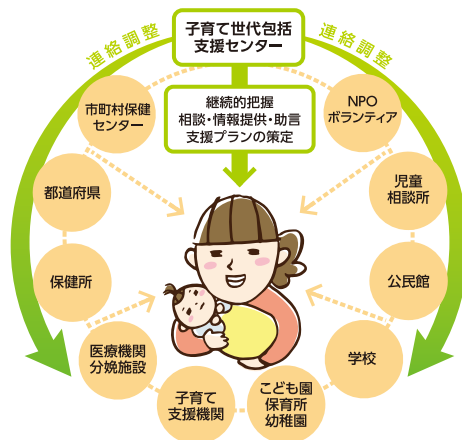 子育て世代包括
支援センター
連絡調整
連絡調整
継続的把握
相談・情報提供・助言
支援プランの策定
市町村保健
センター
NPO
ボランティア
都道府県
児童
相談所
保健所
公民館
医療機関
分娩施設
学校
子育て
支援機関
こども園
保育所
幼稚園